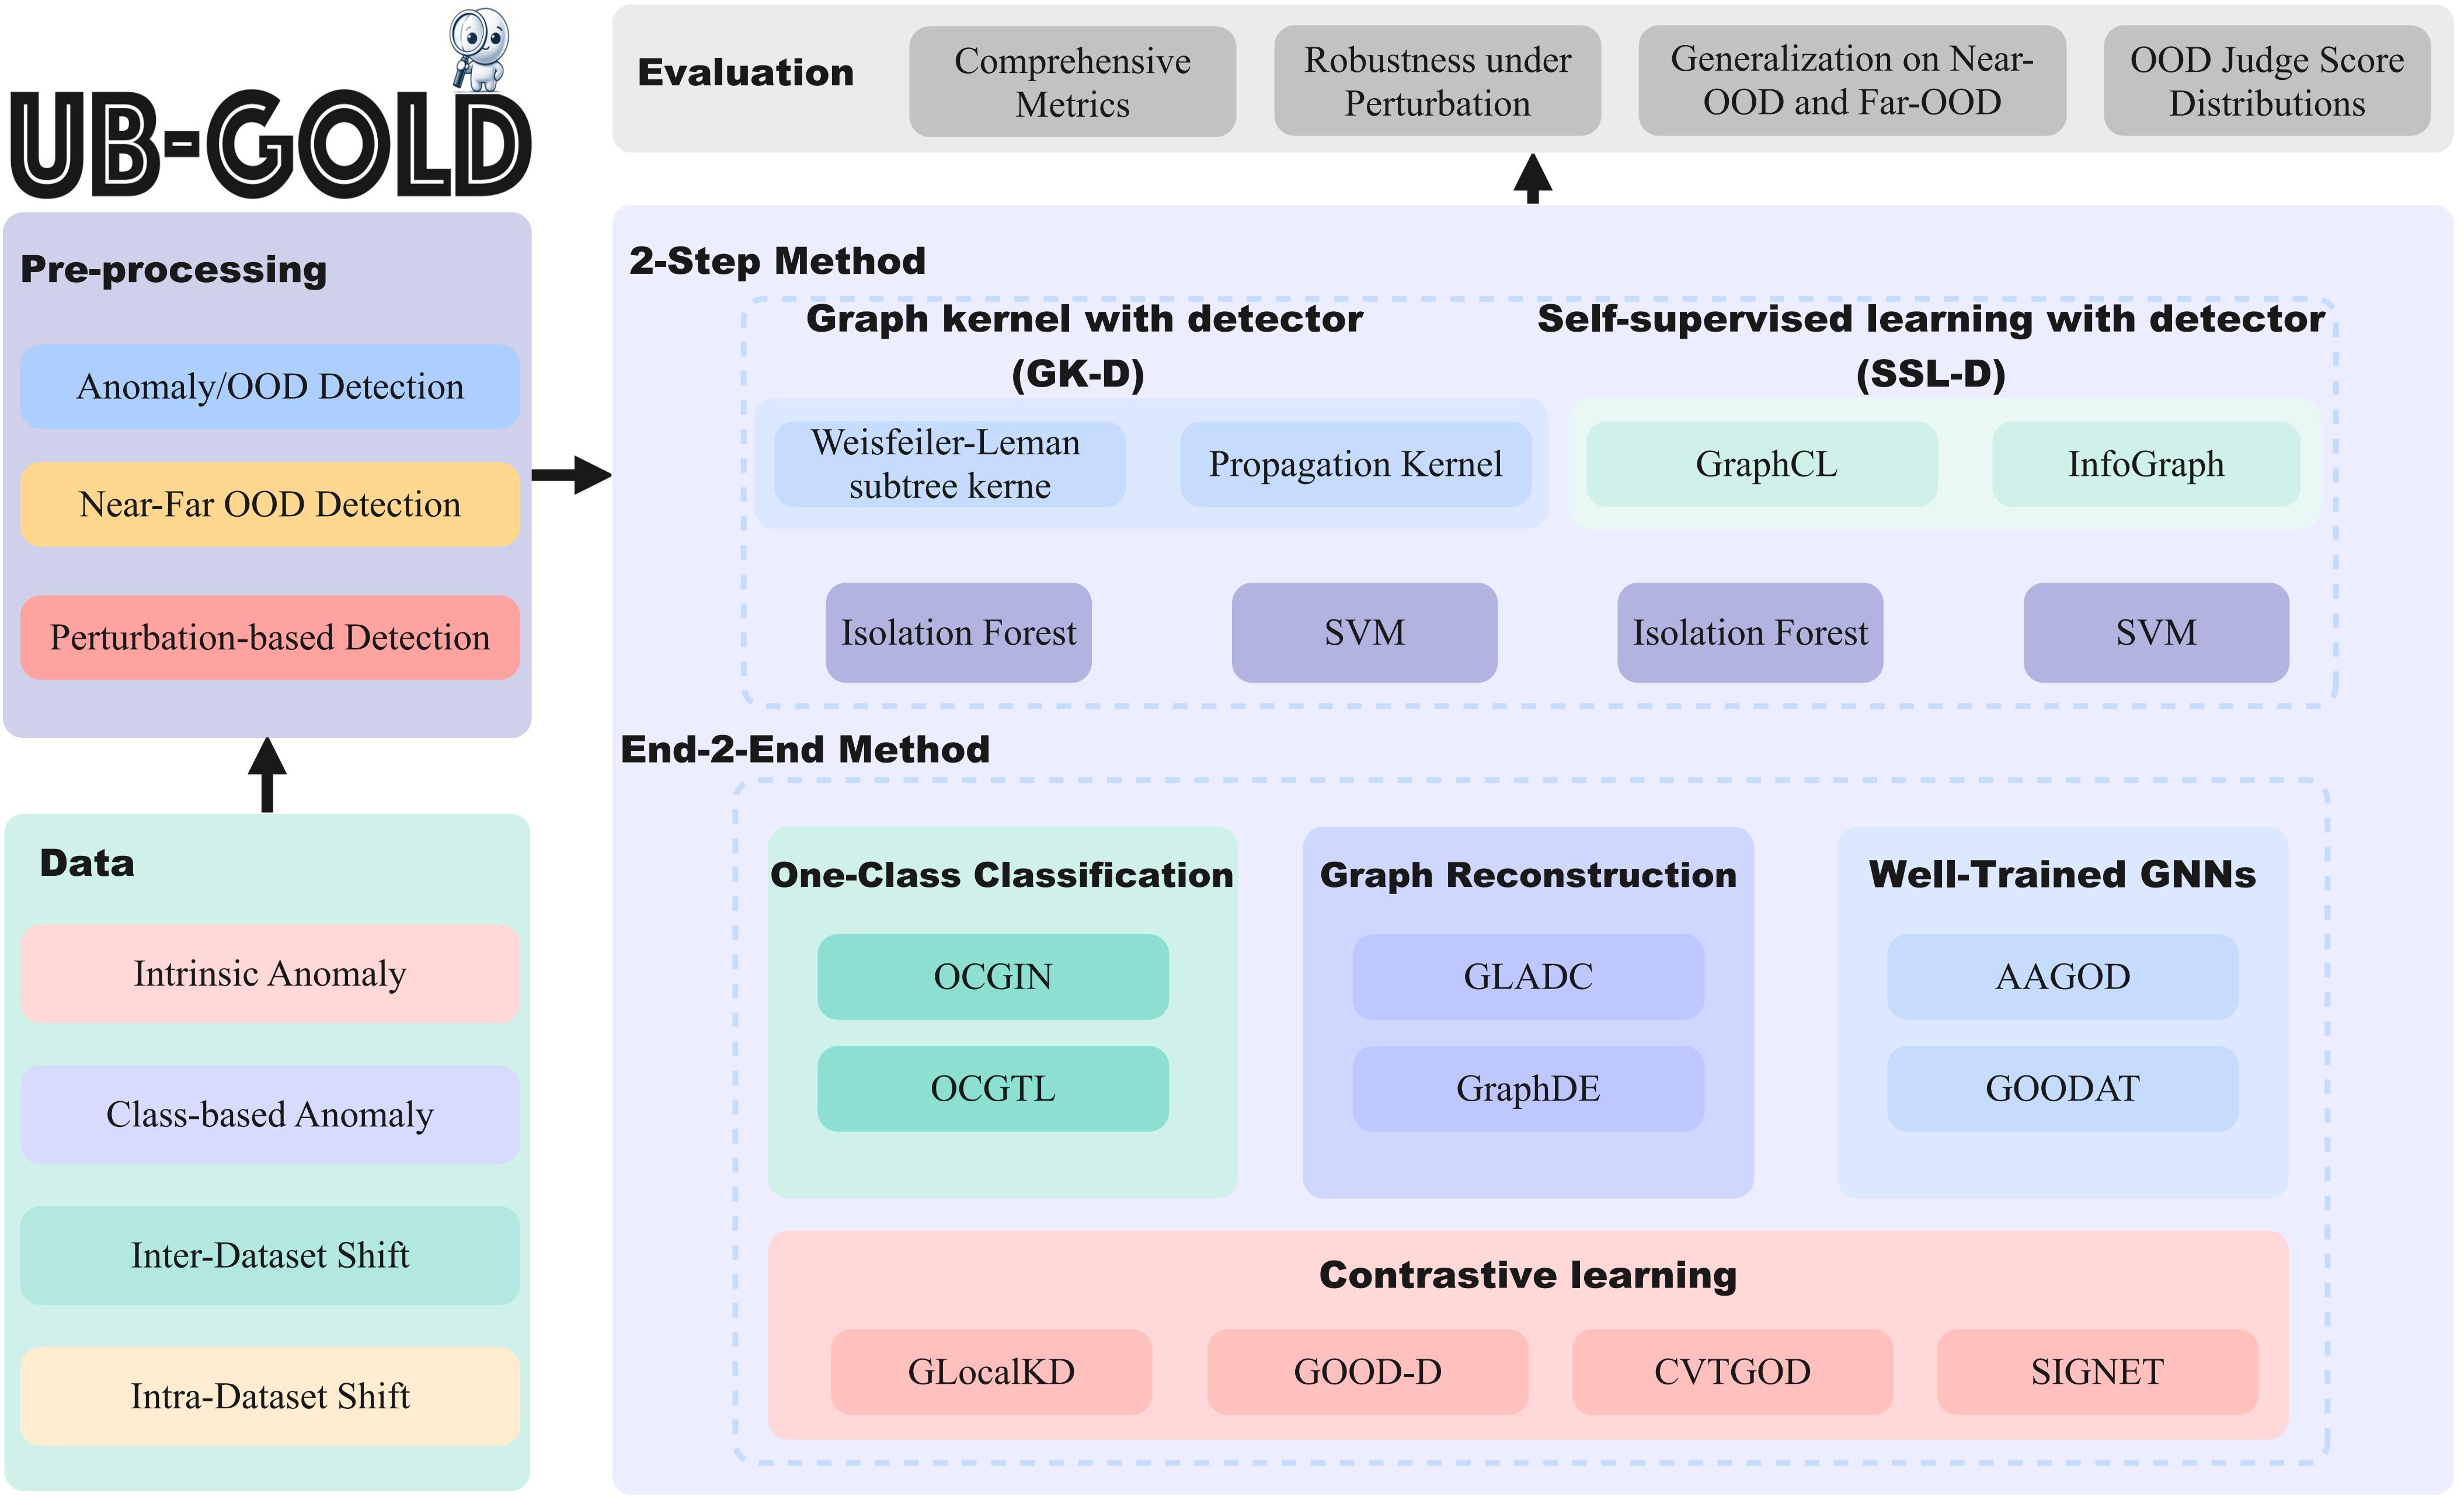 UB-GOLD
Pre-processing
Anomaly/OOD Detection
Near-Far OOD Detection
Perturbation-based Detection
Data
Intrinsic Anomaly
Class-based Anomaly
Inter-Dataset Shift
Intra-Dataset Shift
Evaluation
Comprehensive
Metrics
Robustness under
Perturbation
Generalization on Near-
OOD and Far-OOD
OOD Judge Score
Distributions
2-Step Method
Graph kernel with detector
(GK-D)
Weisfeiler-Leman
subtree kerne
Propagation Kernel
Isolation Forest
SVM
Self-supervised learning with detector
(SSL-D)
GraphCL
InfoGraph
Isolation Forest
SVM
End-2-End Method
One-Class Classification
OCGIN
OCGTL
Graph Reconstruction
GLADC
GraphDE
Well-Trained GNNs
AAGOD
GOODAT
Contrastive learning
GLocalKD
GOOD-D
CVTGOD
SIGNET